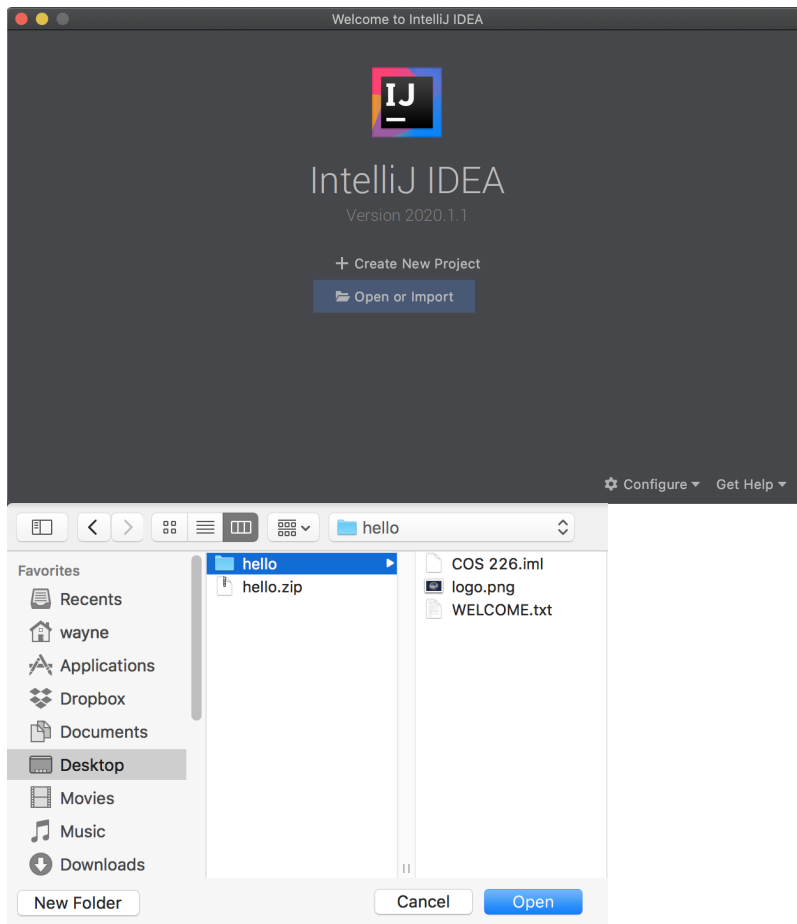 Welcome to IntelliJ IDEA
IJ
IntelliJ IDEA
Version 2020.1.1
Create New Project
Open or Import
Configure
Get Help
hello
Favorites
Recents
wayne
Applications
Dropbox
Documents
Desktop
Movies
Music
Downloads
hello
hello.zip
COS 226.iml
logo.png
WELCOME.txt
New Folder
Cancel
Open